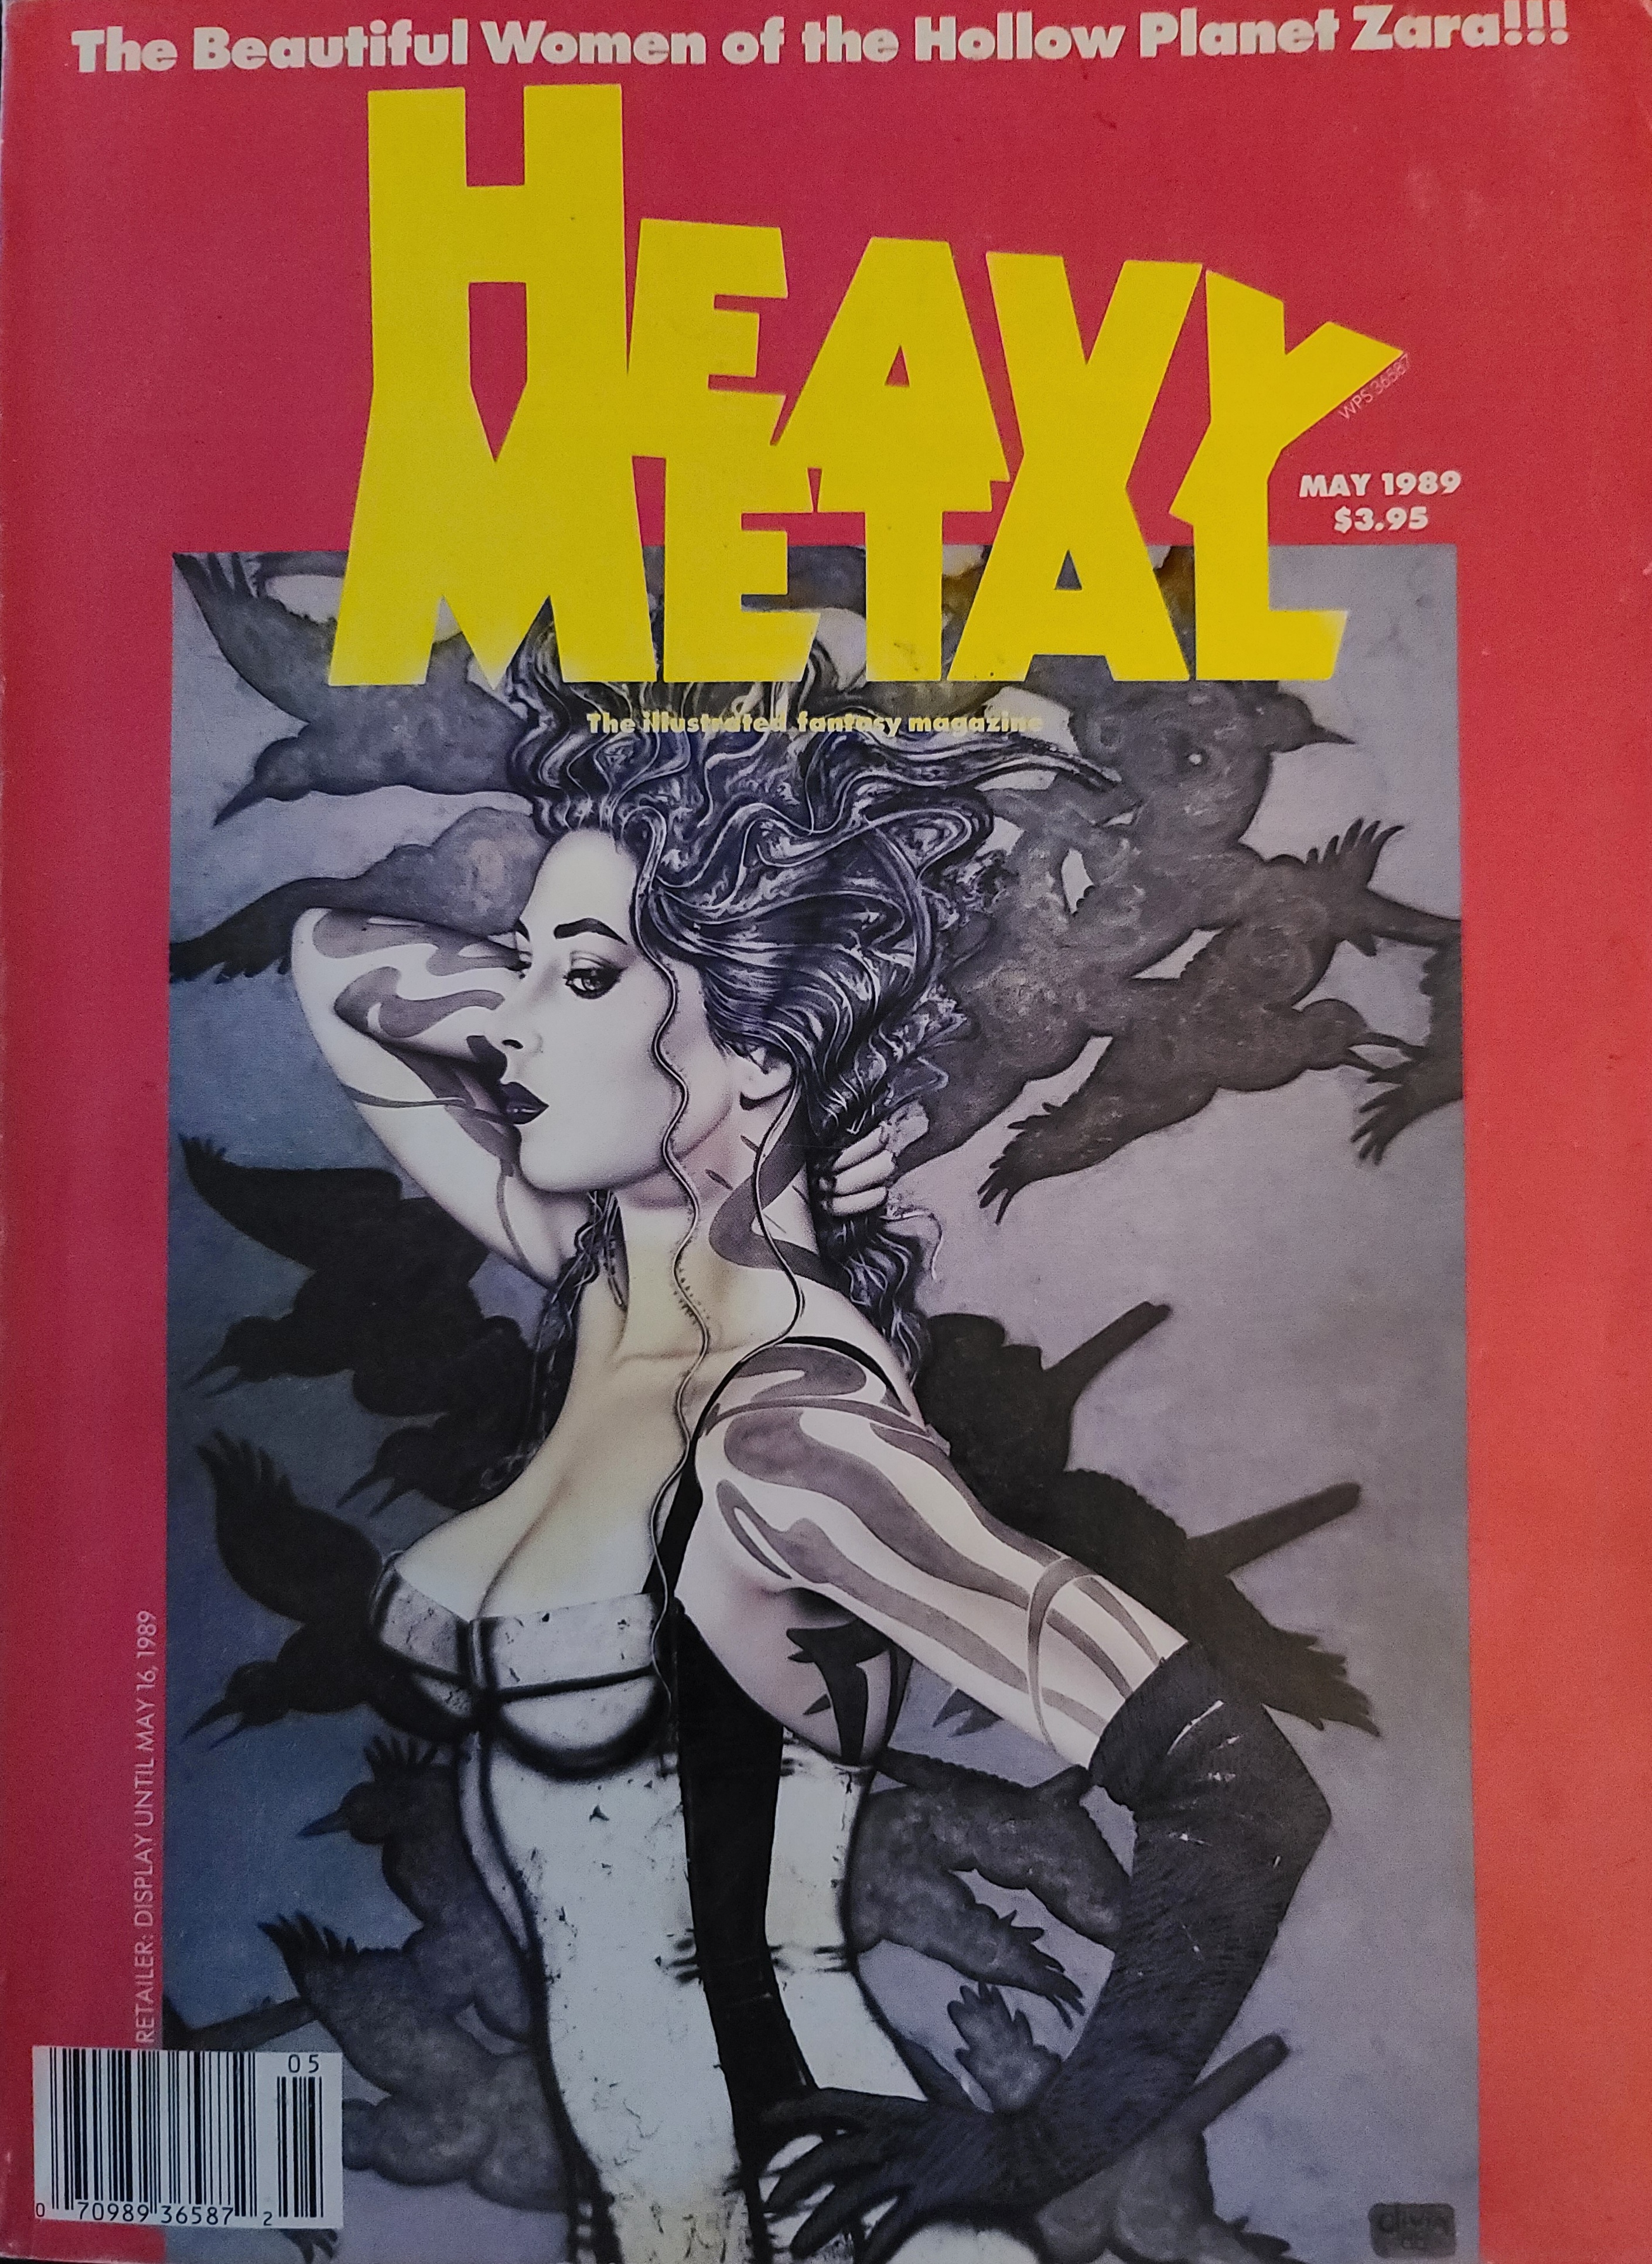 The Beautiful Women of the Hollow Planet Zara!!!
HEAVY
METAL
WPS 36587
MAY 1989
$3.95
The illustrated fantasy magazine
RETAILER: DISPLAY UNTIL MAY 16, 1989
05
0 70989 36587 2
Olivia